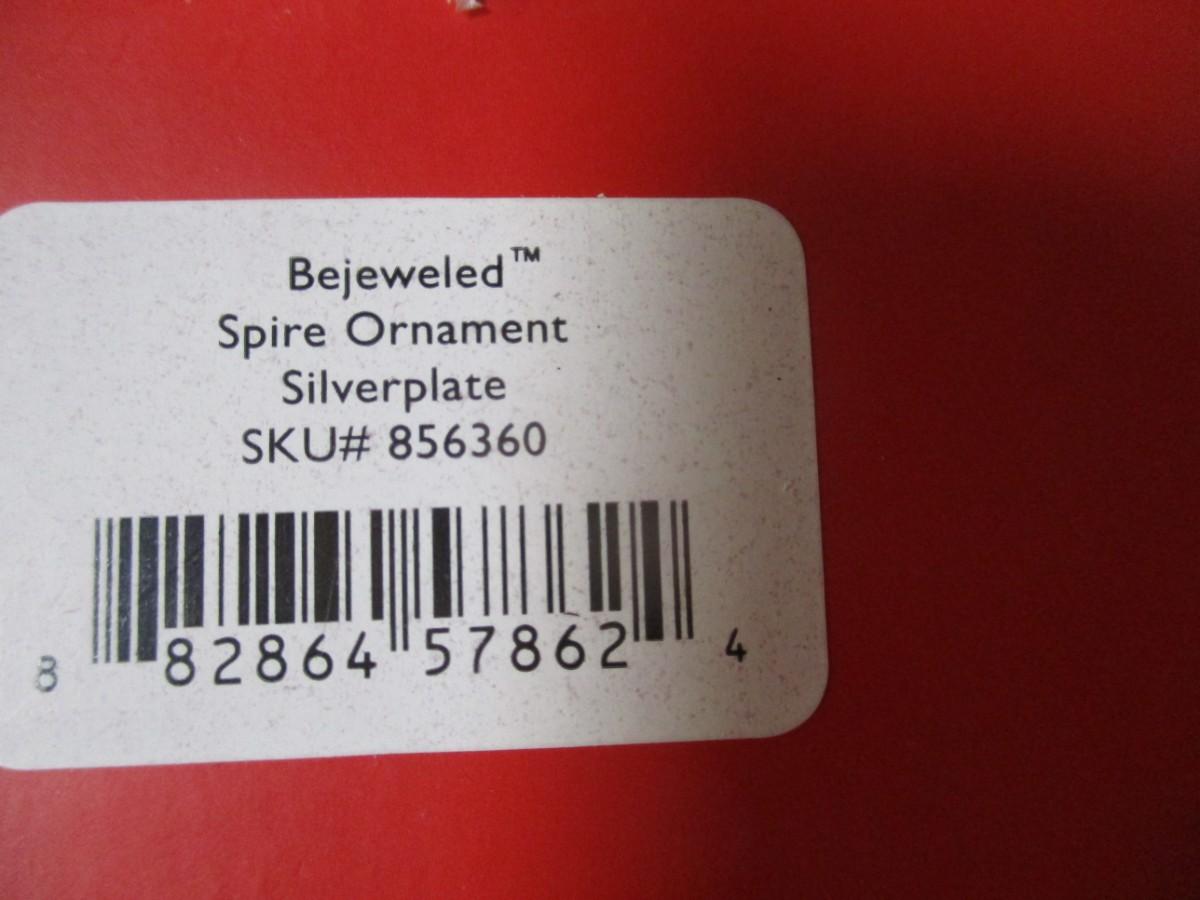 Bejeweled™
Spire Ornament
Silverplate
SKU# 856360
8 82864 57862 4